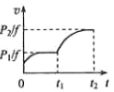 v
P₂/f
P₁/f
0 t₁ t₂ t